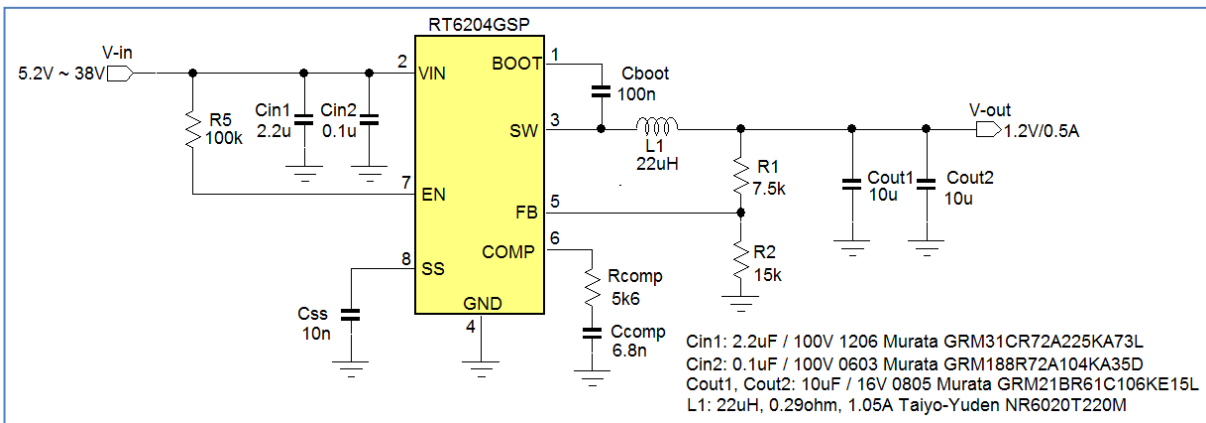 RT6204GSP
V-in
5.2V ~ 38V
2
VIN
BOOT
1
Cboot
100n
R5
100k
Cin1
2.2u
Cin2
0.1u
SW
3
L1
22uH
V-out
1.2V/0.5A
R1
7.5k
Cout1
10u
Cout2
10u
7
EN
FB
5
COMP
6
R2
15k
8
SS
Rcomp
5k6
Css
10n
GND
4
Ccomp
6.8n
Cin1: 2.2uF / 100V 1206 Murata GRM31CR72A225KA73L
Cin2: 0.1uF / 100V 0603 Murata GRM188R72A104KA35D
Cout1, Cout2: 10uF / 16V 0805 Murata GRM21BR61C106KE15L
L1: 22uH, 0.29ohm, 1.05A Taiyo-Yuden NR6020T220M